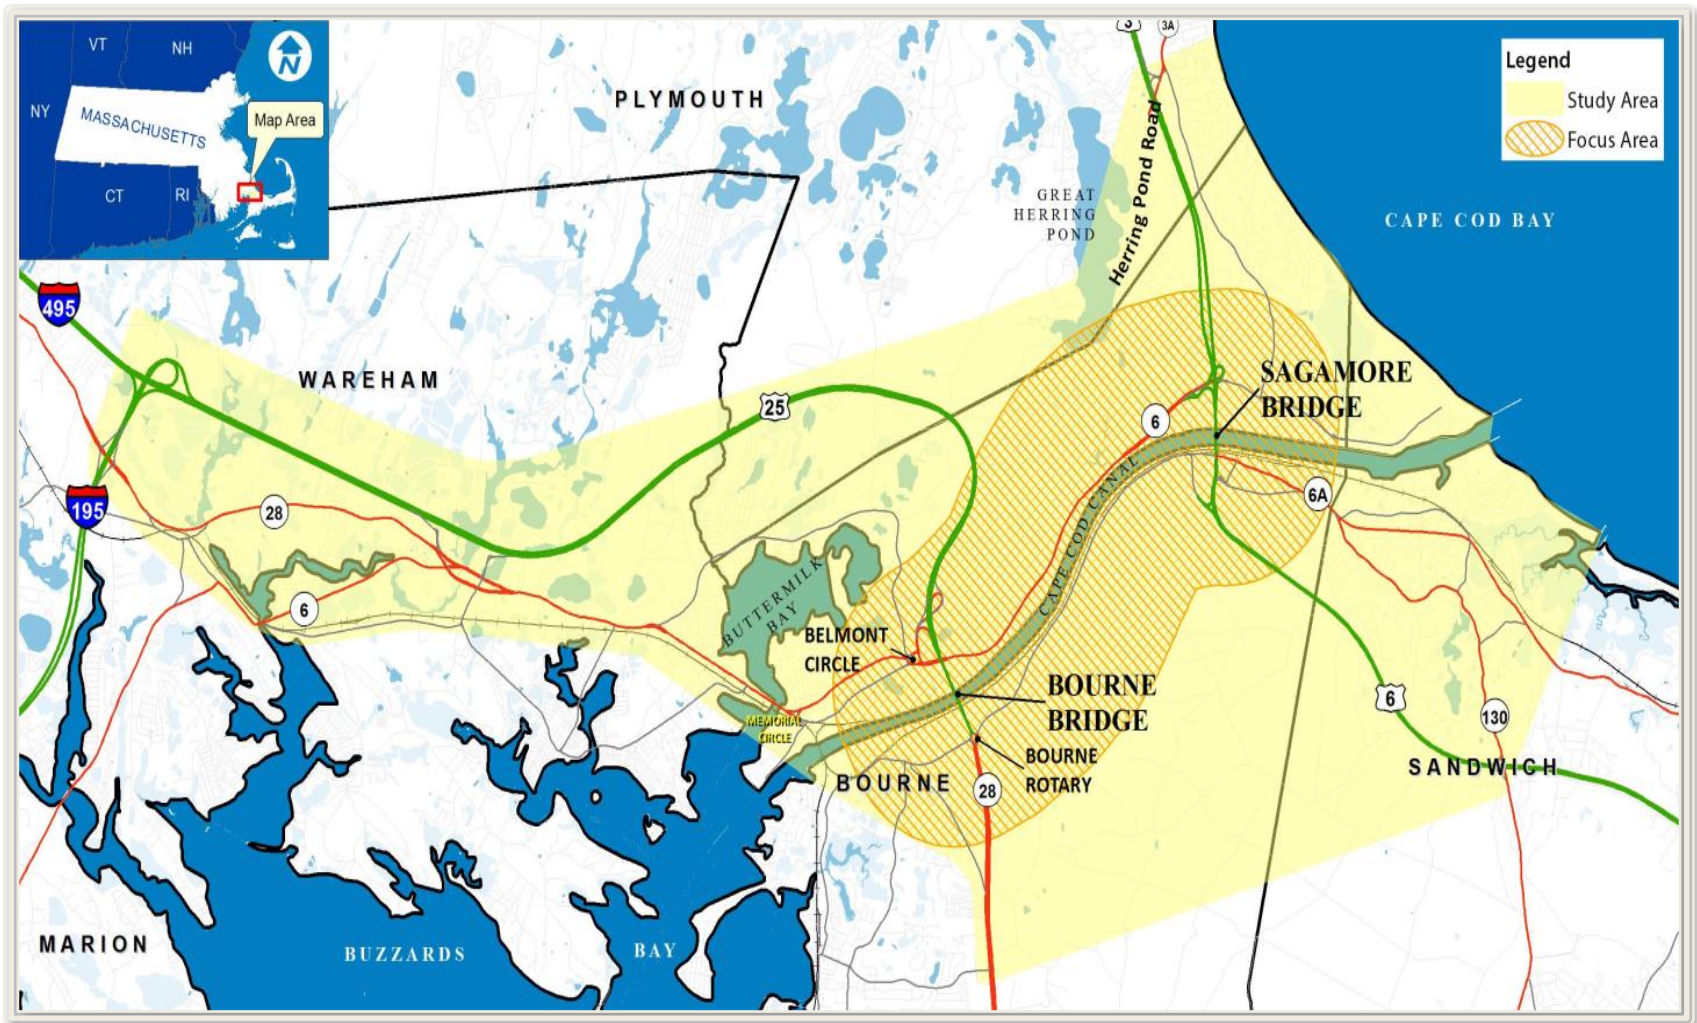 VT
NH
NY
MASSACHUSETTS
Map Area
CT
RI
N
PLYMOUTH
3
3A
Legend
Study Area
Focus Area
Herring Pond Road
GREAT
HERRING
POND
CAPE COD BAY
495
WAREHAM
25
SAGAMORE
BRIDGE
6
6A
195
28
6
CAPE COD CANAL
BUTTERMILK
BAY
BELMONT
CIRCLE
BOURNE
BRIDGE
MEMORIAL
CIRCLE
BOURNE
ROTARY
BOURNE
28
6
130
SANDWICH
MARION
BUZZARDS
BAY